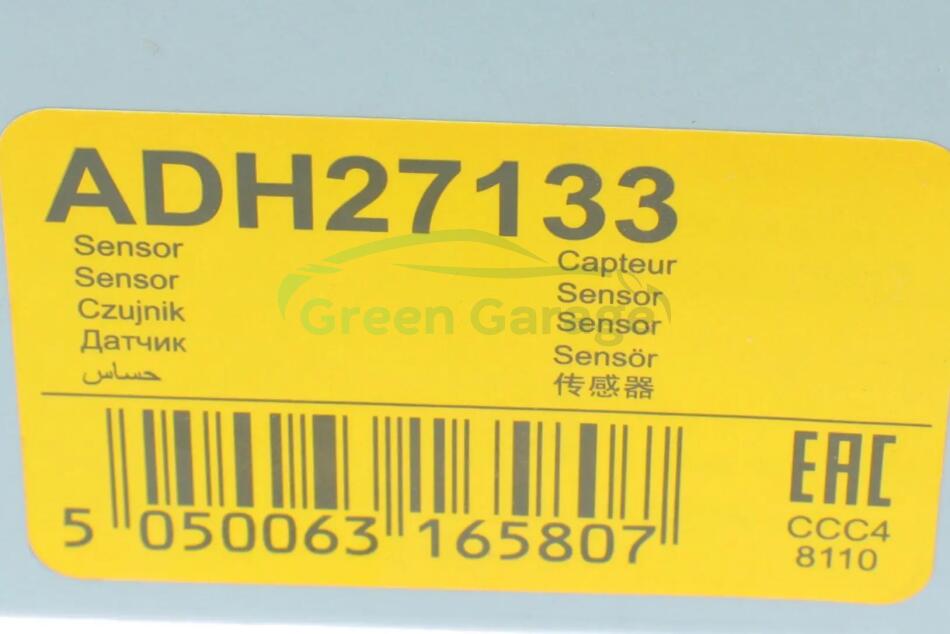 ADH27133
Sensor
Sensor
Czujnik
Датчик
حساس
Capteur
Sensor
Sensor
Sensör
传感器
Green Garage
5 050063 165807
EAC
CCC4
8110